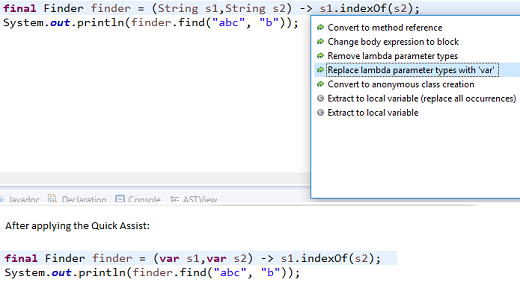 final Finder finder = (String s1,String s2) -> s1.indexOf(s2);
System.out.println(finder.find("abc", "b"));
Convert to method reference
Change body expression to block
Remove lambda parameter types
Replace lambda parameter types with 'var'
Convert to anonymous class creation
Extract to local variable (replace all occurrences)
Extract to local variable
Javadoc Declaration Console ASTView
After applying the Quick Assist:
final Finder finder = (var s1,var s2) -> s1.indexOf(s2);
System.out.println(finder.find("abc", "b"));